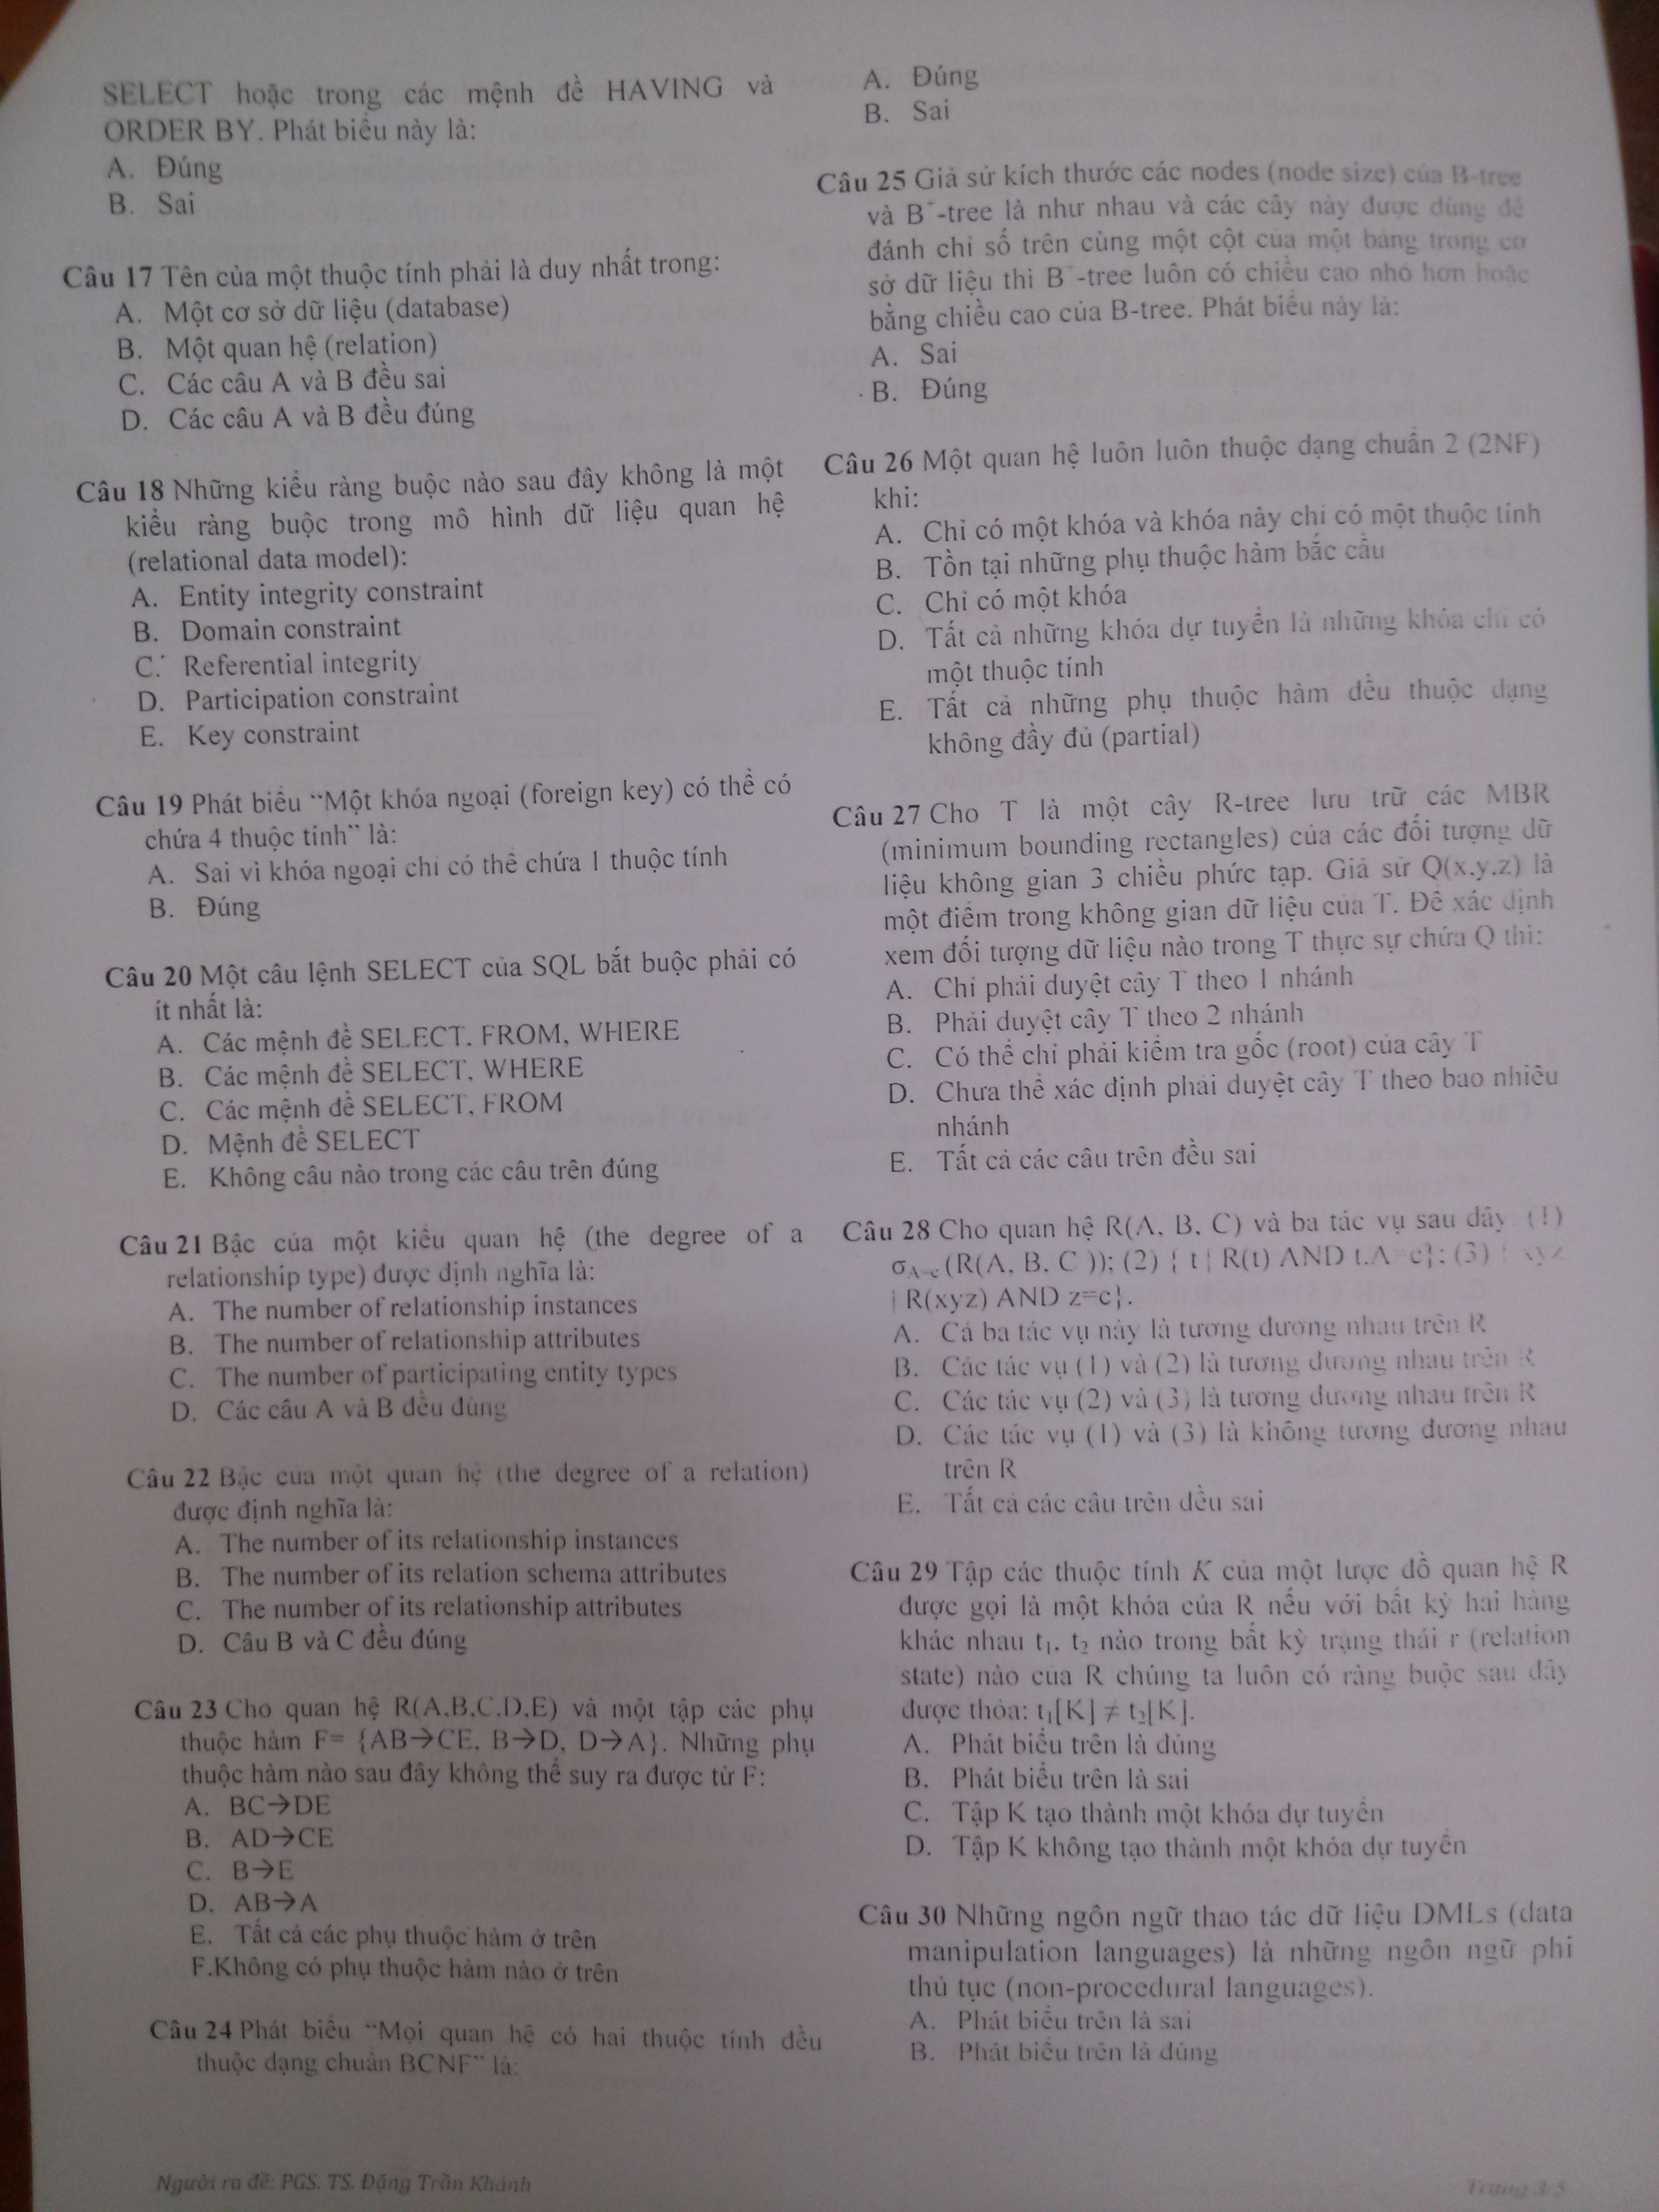 SELECT hoặc trong các mệnh đề HAVING và
ORDER BY. Phát biểu này là:
A. Đúng
B. Sai
Câu 17 Tên của một thuộc tính phải là duy nhất trong:
A. Một cơ sở dữ liệu (database)
B. Một quan hệ (relation)
C. Các câu A và B đều sai
D. Các câu A và B đều đúng
Câu 18 Những kiểu ràng buộc nào sau đây không là một
kiểu ràng buộc trong mô hình dữ liệu quan hệ
(relational data model):
A. Entity integrity constraint
B. Domain constraint
C. Referential integrity
D. Participation constraint
E. Key constraint
Câu 19 Phát biểu “Một khóa ngoại (foreign key) có thể có
chứa 4 thuộc tính” là:
A. Sai vì khóa ngoại chỉ có thể chứa 1 thuộc tính
B. Đúng
Câu 20 Một câu lệnh SELECT của SQL bắt buộc phải có
ít nhất là:
A. Các mệnh đề SELECT, FROM, WHERE
B. Các mệnh đề SELECT, WHERE
C. Các mệnh đề SELECT, FROM
D. Mệnh đề SELECT
E. Không câu nào trong các câu trên đúng
Câu 21 Bậc của một kiểu quan hệ (the degree of a
relationship type) được định nghĩa là:
A. The number of relationship instances
B. The number of relationship attributes
C. The number of participating entity types
D. Các câu A và B đều đúng
Câu 22 Bậc của một quan hệ (the degree of a relation)
được định nghĩa là:
A. The number of its relationship instances
B. The number of its relation schema attributes
C. The number of its relationship attributes
D. Câu B và C đều đúng
Câu 23 Cho quan hệ R(A,B,C,D,E) và một tập các phụ
thuộc hàm F= {AB→CE, B→D, D→A}. Những phụ
thuộc hàm nào sau đây không thể suy ra được từ F:
A. BC→DE
B. AD→CE
C. B→E
D. AB→A
E. Tất cả các phụ thuộc hàm ở trên
F.Không có phụ thuộc hàm nào ở trên
Câu 24 Phát biểu “Mọi quan hệ có hai thuộc tính đều
thuộc dạng chuẩn BCNF” là:
A. Đúng
B. Sai
Câu 25 Giả sử kích thước các nodes (node size) của B-tree
và B⁺-tree là như nhau và các cây này được dùng để
đánh chỉ số trên cùng một cột của một bảng trong cơ
sở dữ liệu thì B⁺-tree luôn có chiều cao nhỏ hơn hoặc
bằng chiều cao của B-tree. Phát biểu này là:
A. Sai
B. Đúng
Câu 26 Một quan hệ luôn luôn thuộc dạng chuẩn 2 (2NF)
khi:
A. Chỉ có một khóa và khóa này chỉ có một thuộc tính
B. Tồn tại những phụ thuộc hàm bắc cầu
C. Chỉ có một khóa
D. Tất cả những khóa dự tuyển là những khóa chỉ có
một thuộc tính
E. Tất cả những phụ thuộc hàm đều thuộc dạng
không đầy đủ (partial)
Câu 27 Cho T là một cây R-tree lưu trữ các MBR
(minimum bounding rectangles) của các đối tượng dữ
liệu không gian 3 chiều phức tạp. Giả sử Q(x,y,z) là
một điểm trong không gian dữ liệu của T. Để xác định
xem đối tượng dữ liệu nào trong T thực sự chứa Q thì:
A. Chỉ phải duyệt cây T theo 1 nhánh
B. Phải duyệt cây T theo 2 nhánh
C. Có thể chỉ phải kiểm tra gốc (root) của cây T
D. Chưa thể xác định phải duyệt cây T theo bao nhiêu
nhánh
E. Tất cả các câu trên đều sai
Câu 28 Cho quan hệ R(A, B, C) và ba tác vụ sau đây (1)
σA=c (R(A, B, C )); (2) { t | R(t) AND t.A=c}; (3) { xyz
| R(xyz) AND z=c}.
A. Cả ba tác vụ này là tương đương nhau trên R
B. Các tác vụ (1) và (2) là tương đương nhau trên R
C. Các tác vụ (2) và (3) là tương đương nhau trên R
D. Các tác vụ (1) và (3) là không tương đương nhau
trên R
E. Tất cả các câu trên đều sai
Câu 29 Tập các thuộc tính K của một lược đồ quan hệ R
được gọi là một khóa của R nếu với bất kỳ hai hàng
khác nhau t₁, t₂ nào trong bất kỳ trạng thái r (relation
state) nào của R chúng ta luôn có ràng buộc sau đây
được thỏa: t₁[K] ≠ t₂[K].
A. Phát biểu trên là đúng
B. Phát biểu trên là sai
C. Tập K tạo thành một khóa dự tuyển
D. Tập K không tạo thành một khóa dự tuyển
Câu 30 Những ngôn ngữ thao tác dữ liệu DMLs (data
manipulation languages) là những ngôn ngữ phi
thủ tục (non-procedural languages).
A. Phát biểu trên là sai
B. Phát biểu trên là đúng
Người ra đề: PGS. TS. Đặng Trần Khánh
Trang 3/5